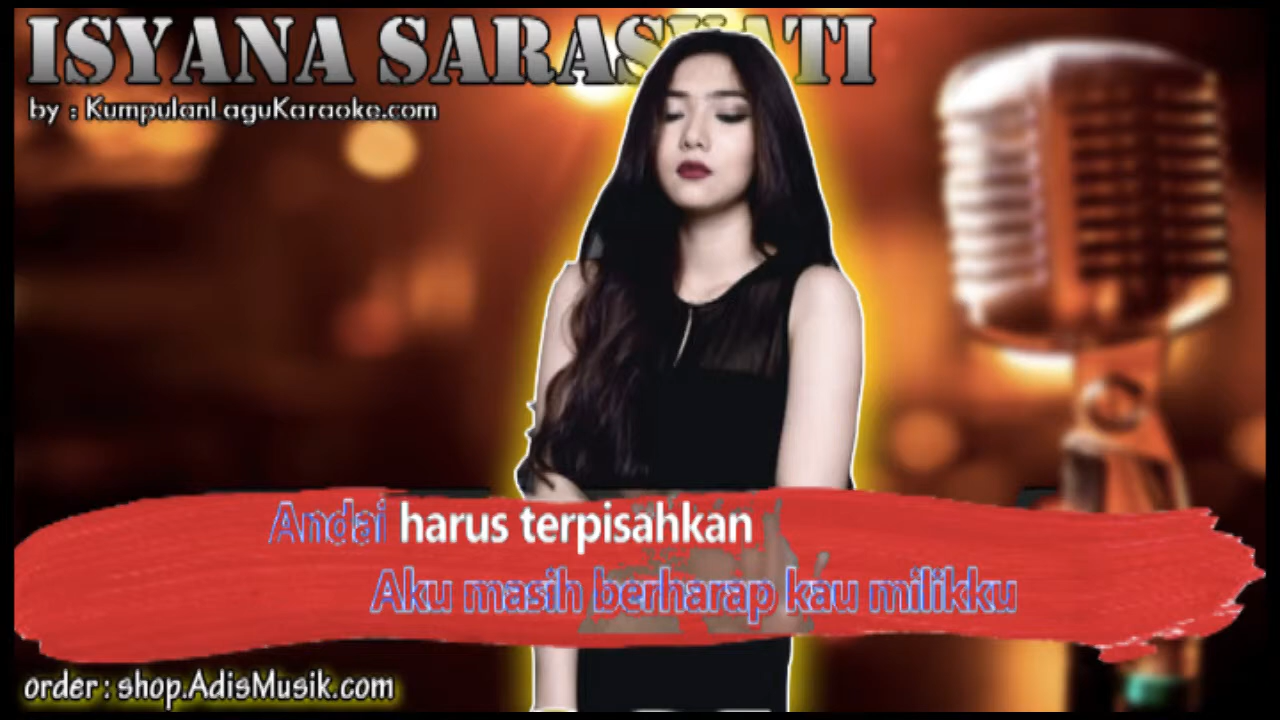 ISYANA SARASWATI
by : KumpulanLaguKaraoke.com
Andai harus terpisahkan
Aku masih berharap kau milikku
order : shop.AdisMusik.com